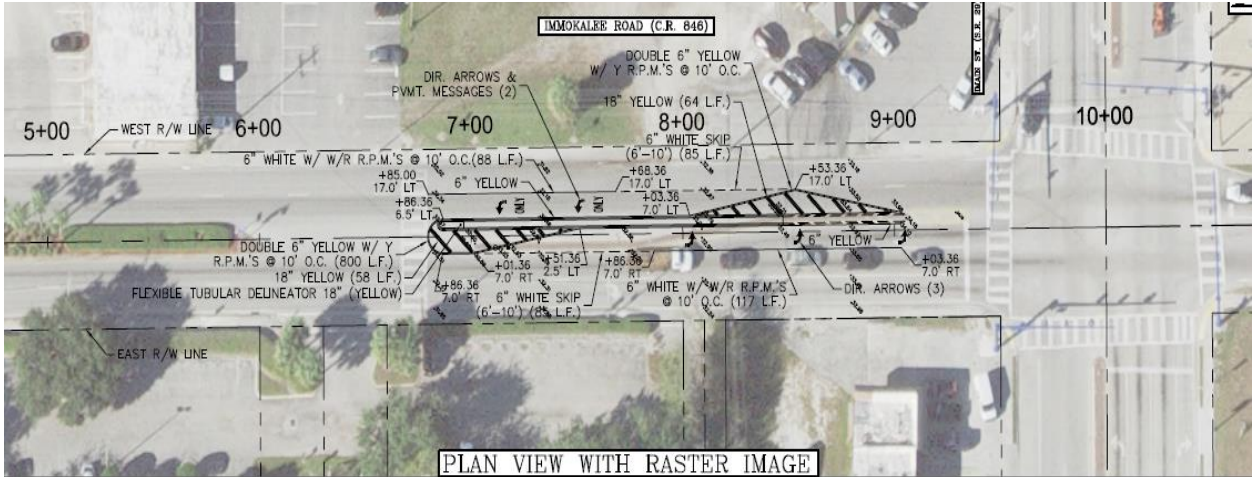 IMMOKALEE ROAD (C.R. 846)
DOUBLE 6" YELLOW
W/ Y R.P.M.'S @ 10' O.C.
DIR. ARROWS &
PVMT. MESSAGES (2)
18" YELLOW (64 L.F.)
5+00
6+00
7+00
8+00
9+00
10+00
WEST R/W LINE
6" WHITE SKIP
(6'-10') (85 L.F.)
6" WHITE W/ W/R R.P.M.'S @ 10' O.C.(88 L.F.)
+85.00
17.0' LT
6" YELLOW
+68.36
17.0' LT
+53.36
17.0' LT
+86.36
6.5' LT
ONLY
ONLY
+03.36
7.0' LT
DOUBLE 6" YELLOW W/ Y
R.P.M.'S @ 10' O.C. (800 L.F.)
18" YELLOW (58 L.F.)
FLEXIBLE TUBULAR DELINEATOR 18" (YELLOW)
+86.36
7.0' RT
+01.36
7.0' RT
+51.36
2.5' LT
6" WHITE SKIP
(6'-10') (85 L.F.)
+86.36
7.0' RT
6" WHITE W/ W/R R.P.M.'S
@ 10' O.C. (117 L.F.)
6" YELLOW
+03.36
7.0' RT
DIR. ARROWS (3)
EAST R/W LINE
PLAN VIEW WITH RASTER IMAGE